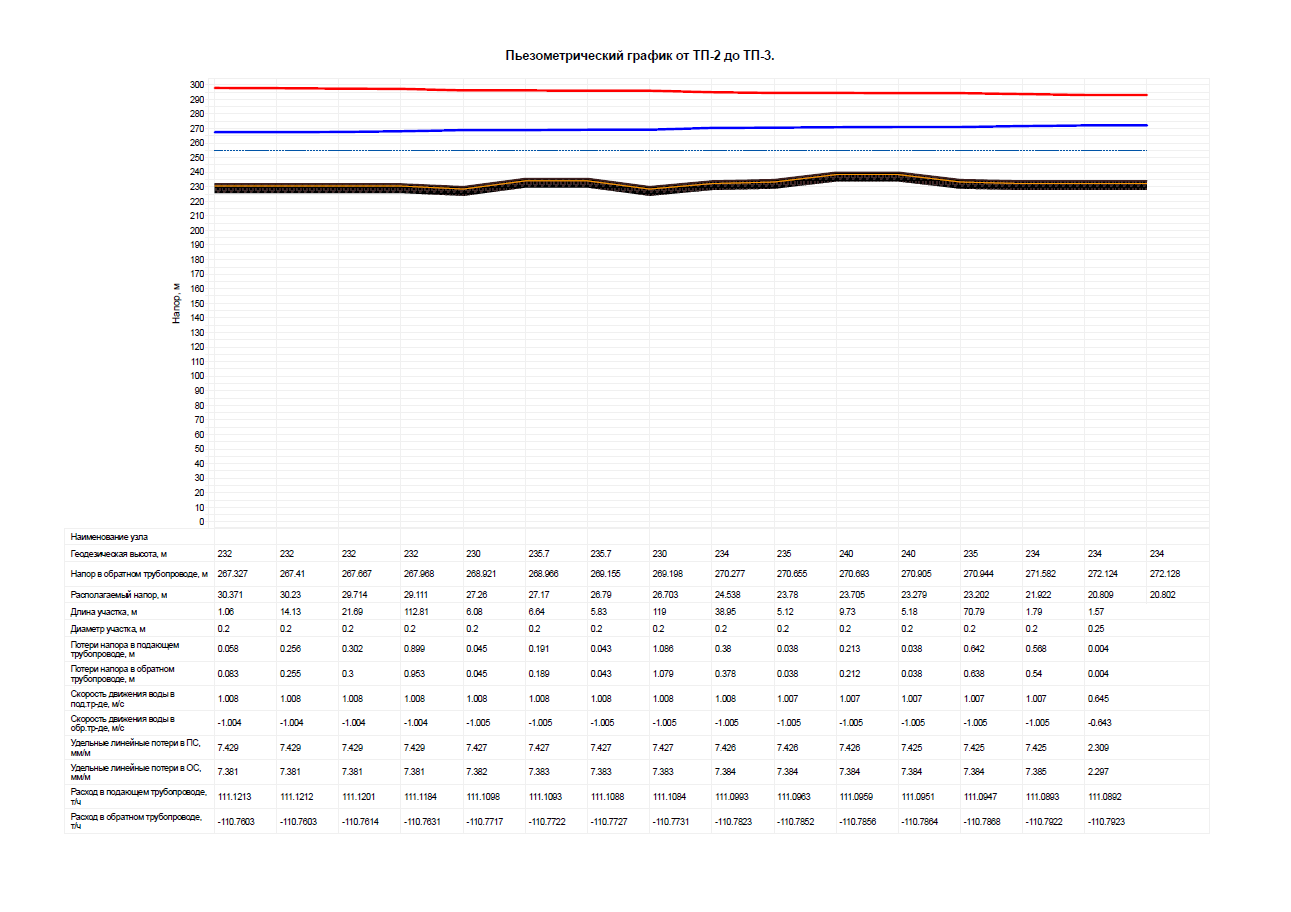 Пьезометрический график от ТП-2 до ТП-3.
300
290
280
270
260
250
240
230
220
210
200
190
180
170
160
150
140
130
120
110
100
90
80
70
60
50
40
30
20
10
0
Напор, м
Наименование узла
Геодезическая высота, м 232 232 232 232 230 235.7 235.7 230 234 235 240 240 235 234 234 234
Напор в обратном трубопроводе, м 267.327 267.41 267.667 267.968 268.921 268.966 269.155 269.198 270.277 270.655 270.693 270.905 270.944 271.582 272.124 272.128
Располагаемый напор, м 30.371 30.23 29.714 29.111 27.26 27.17 26.79 26.703 24.538 23.78 23.705 23.279 23.202 21.922 20.809 20.802
Длина участка, м 1.06 14.13 21.69 112.81 6.08 6.64 5.83 119 38.95 5.12 9.73 5.18 70.79 1.79 1.57
Диаметр участка, м 0.2 0.2 0.2 0.2 0.2 0.2 0.2 0.2 0.2 0.2 0.2 0.2 0.2 0.2 0.25
Потери напора в подающем
трубопроводе, м 0.058 0.256 0.302 0.899 0.045 0.191 0.043 1.086 0.38 0.038 0.213 0.038 0.642 0.568 0.004
Потери напора в обратном
трубопроводе, м 0.083 0.255 0.3 0.953 0.045 0.189 0.043 1.079 0.378 0.038 0.212 0.038 0.638 0.54 0.004
Скорость движения воды в
под.тр-де, м/с 1.008 1.008 1.008 1.008 1.008 1.008 1.008 1.008 1.008 1.007 1.007 1.007 1.007 1.007 0.645
Скорость движения воды в
обр.тр-де, м/с -1.004 -1.004 -1.004 -1.004 -1.005 -1.005 -1.005 -1.005 -1.005 -1.005 -1.005 -1.005 -1.005 -1.005 -0.643
Удельные линейные потери в ПС,
мм/м 7.429 7.429 7.429 7.429 7.427 7.427 7.427 7.427 7.426 7.426 7.426 7.425 7.425 7.425 2.309
Удельные линейные потери в ОС,
мм/м 7.381 7.381 7.381 7.381 7.382 7.383 7.383 7.383 7.384 7.384 7.384 7.384 7.384 7.385 2.297
Расход в подающем трубопроводе,
т/ч 111.1213 111.1212 111.1201 111.1184 111.1098 111.1093 111.1088 111.1084 111.0993 111.0963 111.0959 111.0951 111.0947 111.0893 111.0892
Расход в обратном трубопроводе,
т/ч -110.7603 -110.7603 -110.7614 -110.7631 -110.7717 -110.7722 -110.7727 -110.7731 -110.7823 -110.7852 -110.7856 -110.7864 -110.7868 -110.7922 -110.7923